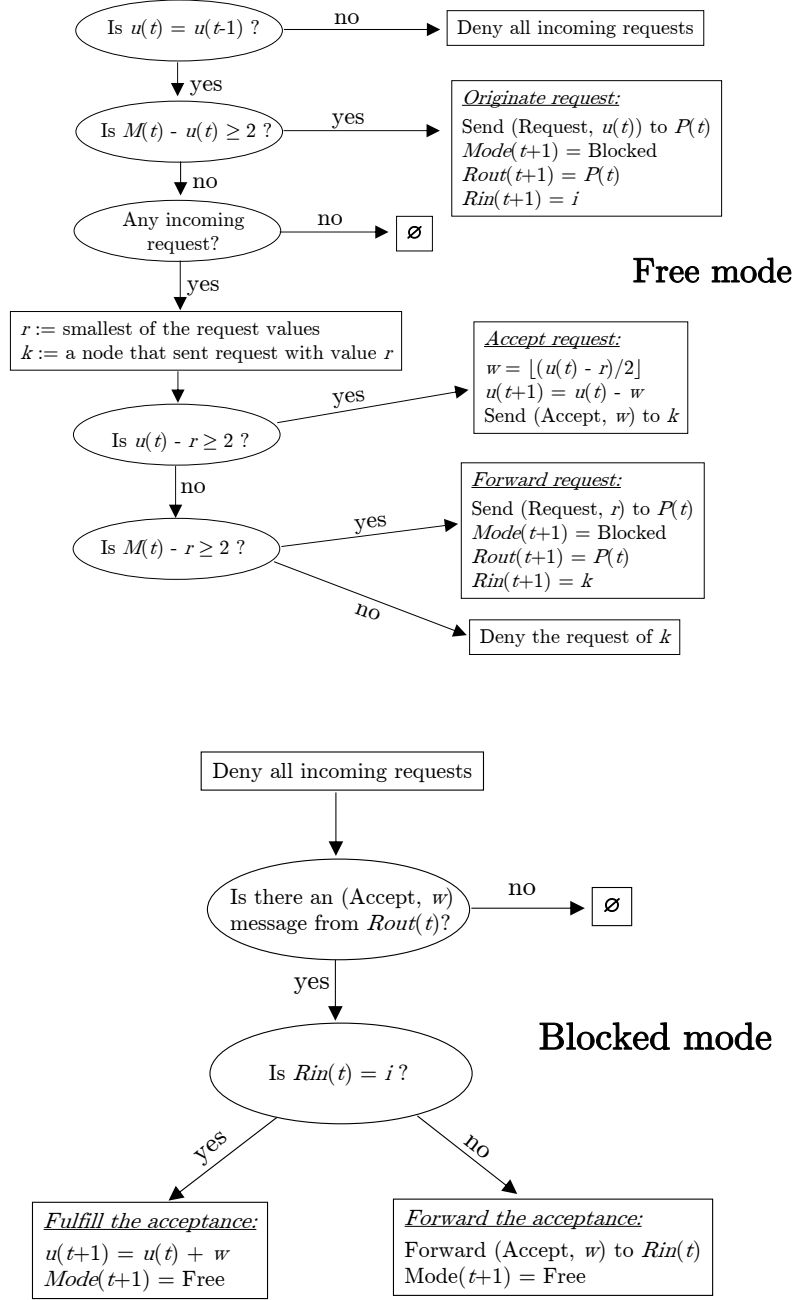 Is u(t) = u(t-1) ?
no
Deny all incoming requests
yes
Is M(t) - u(t) ≥ 2 ?
yes
Originate request:
Send (Request, u(t)) to P(t)
Mode(t+1) = Blocked
Rout(t+1) = P(t)
Rin(t+1) = i
no
Any incoming
request?
no
∅
Free mode
yes
r := smallest of the request values
k := a node that sent request with value r
Is u(t) - r ≥ 2 ?
yes
Accept request:
w = ⌊(u(t) - r)/2⌋
u(t+1) = u(t) - w
Send (Accept, w) to k
no
Is M(t) - r ≥ 2 ?
yes
Forward request:
Send (Request, r) to P(t)
Mode(t+1) = Blocked
Rout(t+1) = P(t)
Rin(t+1) = k
no
Deny the request of k
Deny all incoming requests
Is there an (Accept, w)
message from Rout(t)?
no
∅
yes
Blocked mode
Is Rin(t) = i ?
yes
no
Fulfill the acceptance:
u(t+1) = u(t) + w
Mode(t+1) = Free
Forward the acceptance:
Forward (Accept, w) to Rin(t)
Mode(t+1) = Free